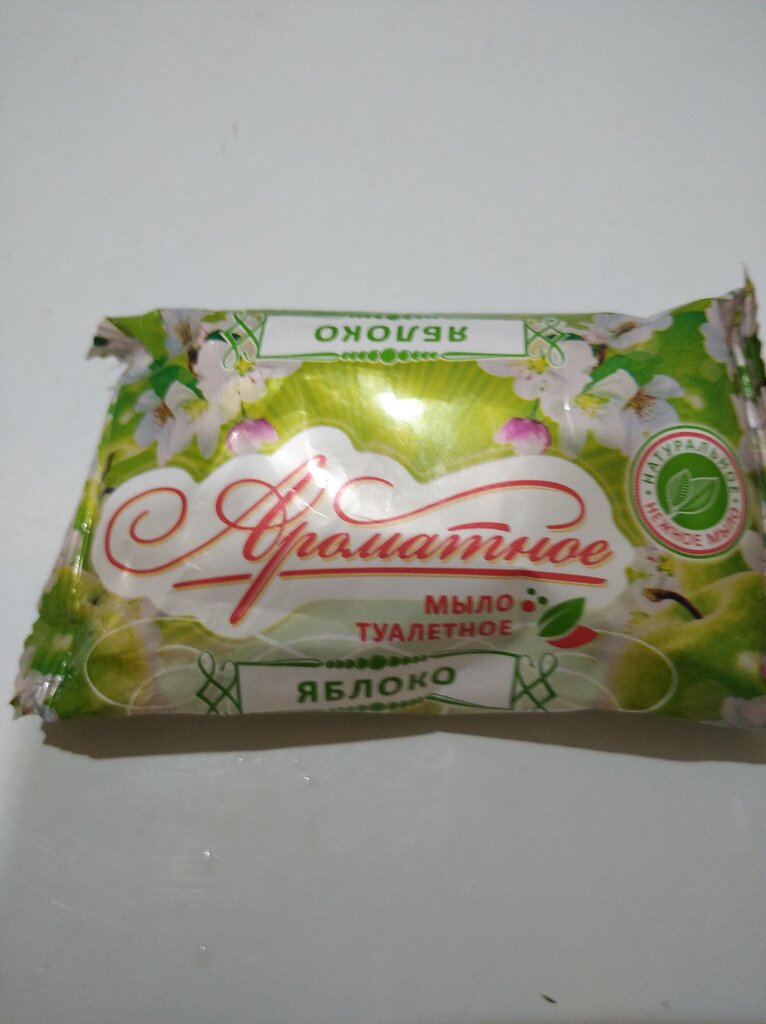 ЯБЛОКО
Ароматное
НАТУРАЛЬНОЕ
НЕЖНОЕ МЫЛО
МЫЛО
ТУАЛЕТНОЕ
ЯБЛОКО